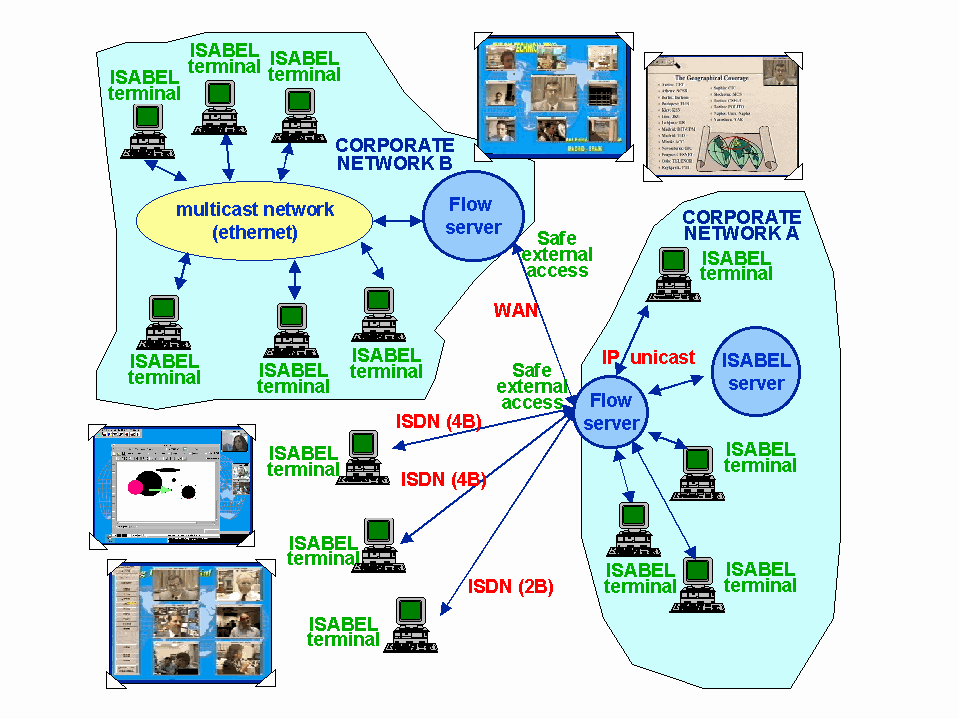 ISABEL
terminal
ISABEL
terminal
ISABEL
terminal
CORPORATE
NETWORK B
multicast network
(ethernet)
Flow
server
ISABEL
terminal
ISABEL
terminal
ISABEL
terminal
The Geographical Coverage
CORPORATE
NETWORK A
ISABEL
terminal
Safe
external
access
WAN
IP unicast
ISABEL
server
Safe
external
access
Flow
server
ISDN (4B)
ISABEL
terminal
ISDN (4B)
ISABEL
terminal
ISDN (2B)
ISABEL
terminal
ISABEL
terminal
ISABEL
terminal
ISABEL
terminal